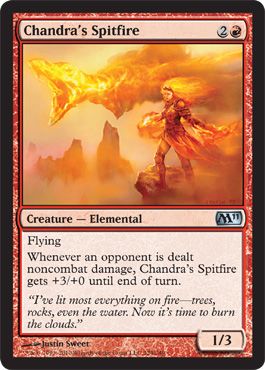 Chandra's Spitfire 2
Creature — Elemental M11
Flying
Whenever an opponent is dealt
noncombat damage, Chandra's Spitfire
gets +3/+0 until end of turn.
"I've lit most everything on fire—trees,
rocks, even the water. Now it's time to burn
the clouds."
Justin Sweet
1/3